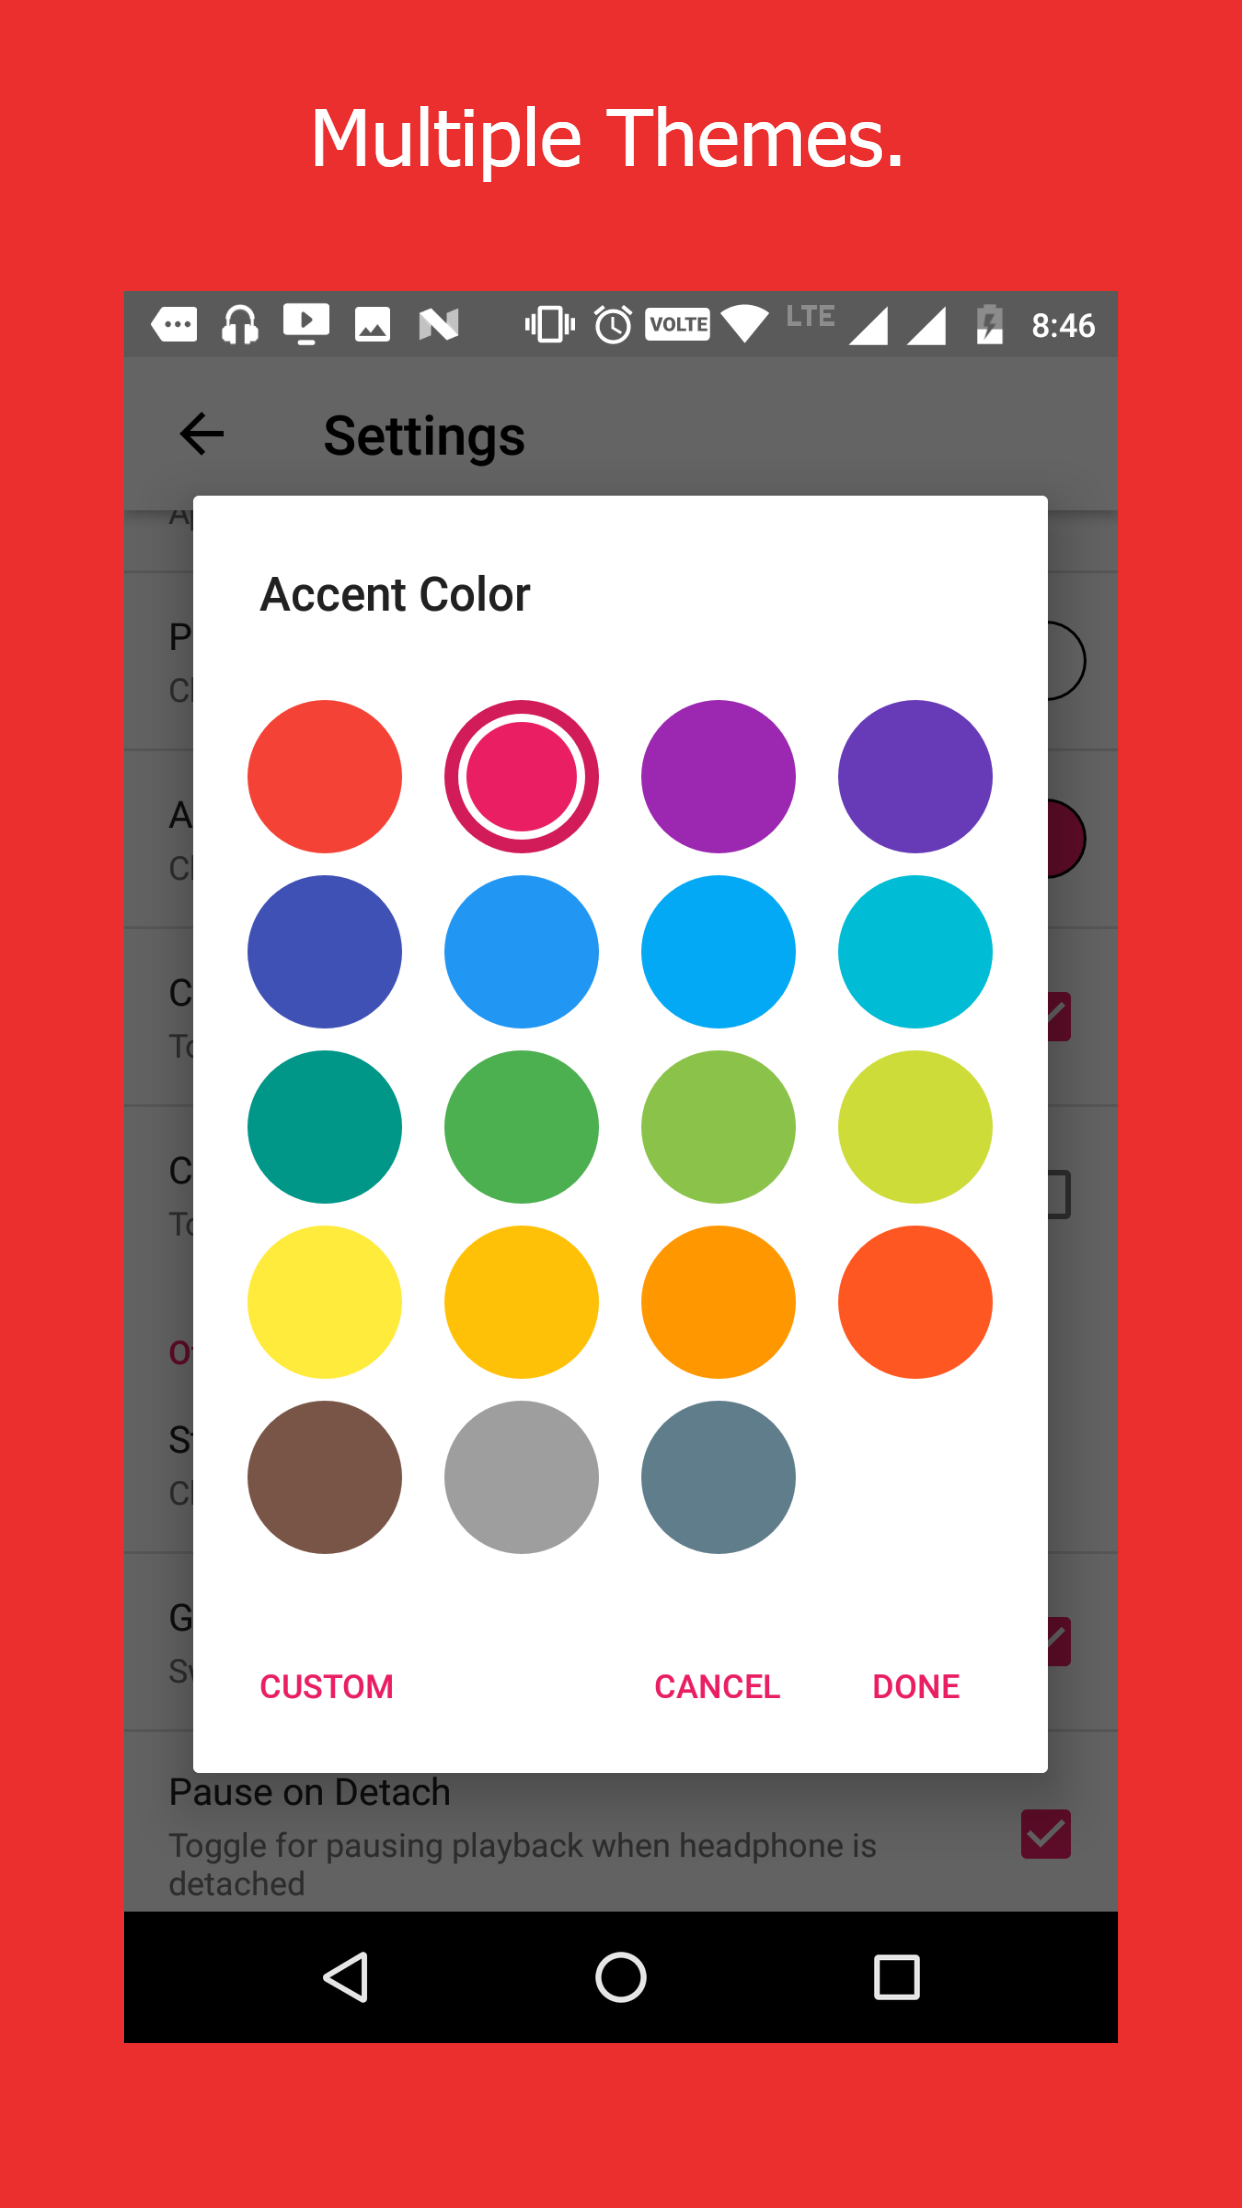 Multiple Themes.
VOLTE LTE 8:46
Settings
Accent Color
CUSTOM CANCEL DONE
Pause on Detach
Toggle for pausing playback when headphone is
detached